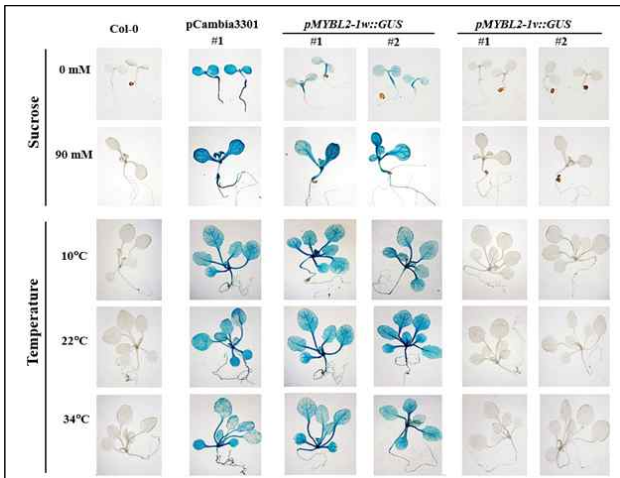 Col-0 pCambia3301 pMYBL2-1w::GUS pMYBL2-1v::GUS
#1 #1 #2 #1 #2
Sucrose
0 mM
90 mM
Temperature
10°C
22°C
34°C